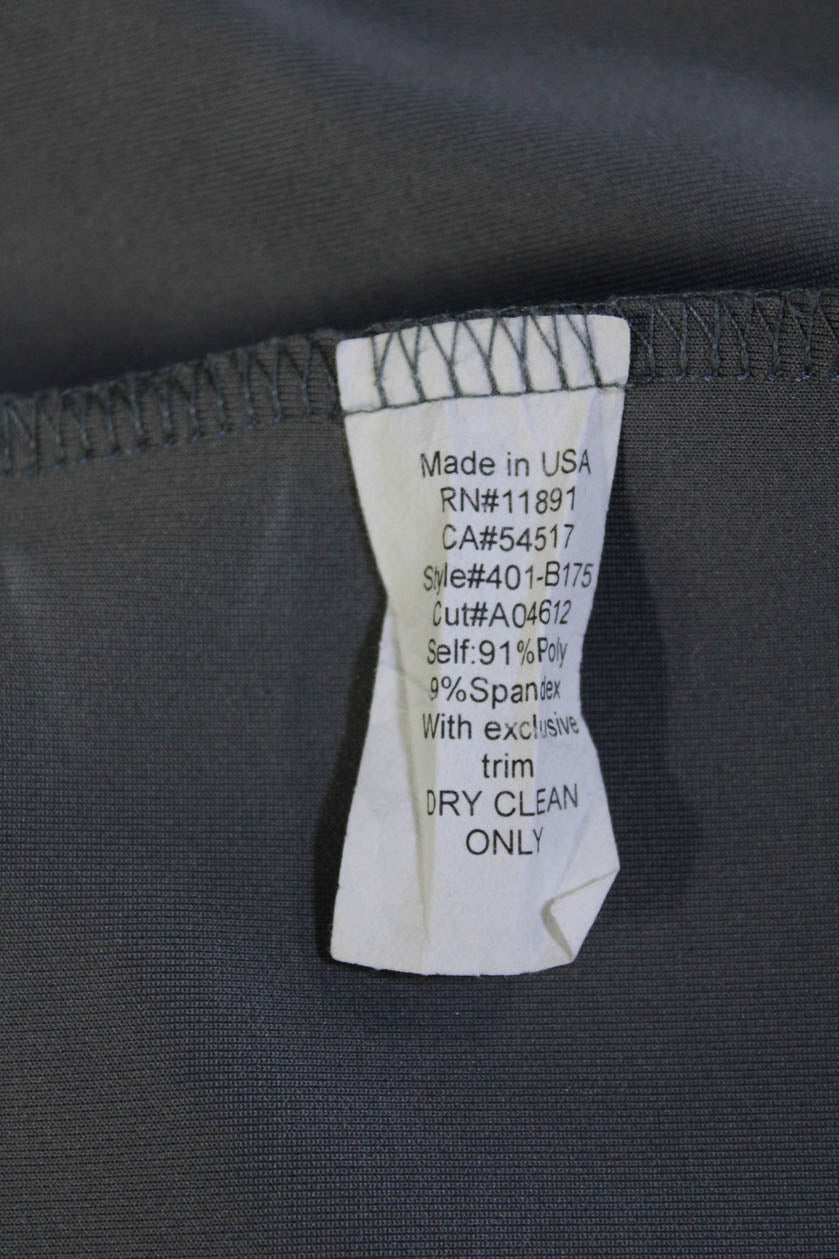 Made in USA
RN#11891
CA#54517
Style#401-B175
Cut#A04612
Self:91%Poly
9%Spandex
With exclusive
trim
DRY CLEAN
ONLY